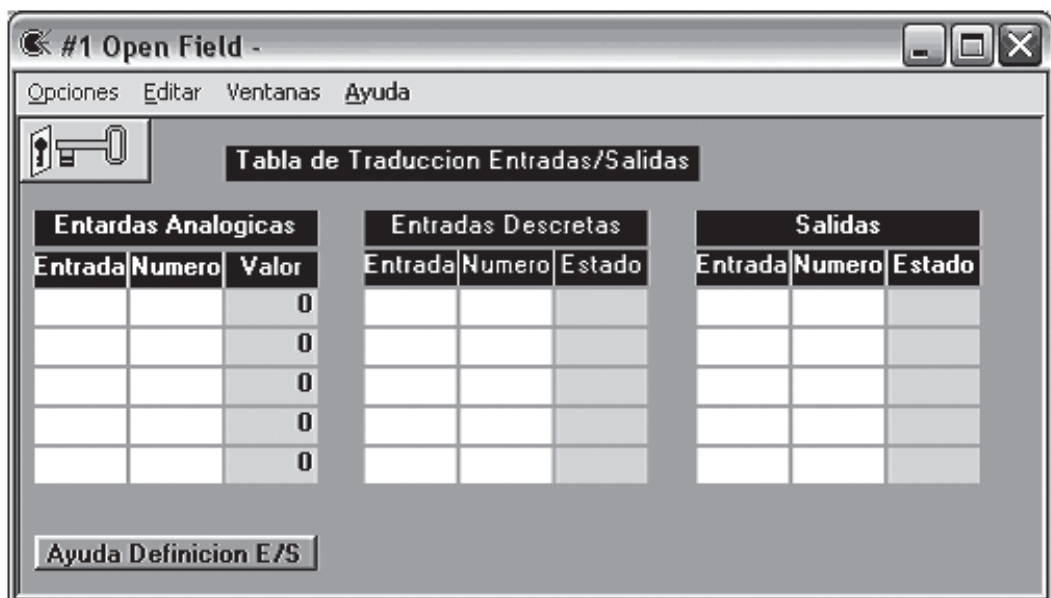 #1 Open Field -
Opciones Editar Ventanas Ayuda
Tabla de Traduccion Entradas/Salidas
Entardas Analogicas Entradas Descretas Salidas
Entrada Numero Valor Entrada Numero Estado Entrada Numero Estado
0
0
0
0
0
Ayuda Definicion E/S